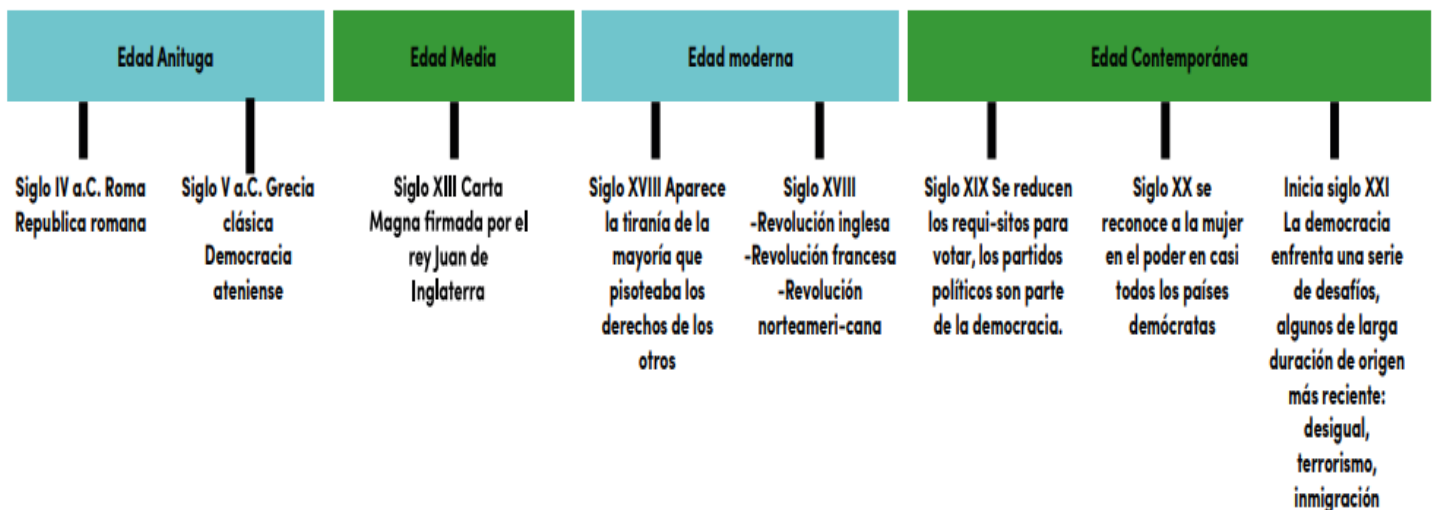 Edad Anituga
Edad Media
Edad moderna
Edad Contemporánea
Siglo IV a.C. Roma
Republica romana
Siglo V a.C. Grecia
clásica
Democracia
ateniense
Siglo XIII Carta
Magna firmada por el
rey Juan de
Inglaterra
Siglo XVIII Aparece
la tiranía de la
mayoría que
pisoteaba los
derechos de los
otros
Siglo XVIII
-Revolución inglesa
-Revolución francesa
-Revolución
norteameri-cana
Siglo XIX Se reducen
los requi-sitos para
votar, los partidos
políticos son parte
de la democracia.
Siglo XX se
reconoce a la mujer
en el poder en casi
todos los países
demócratas
Inicia siglo XXI
La democracia
enfrenta una serie
de desafíos,
algunos de larga
duración de origen
más reciente:
desigual,
terrorismo,
inmigración